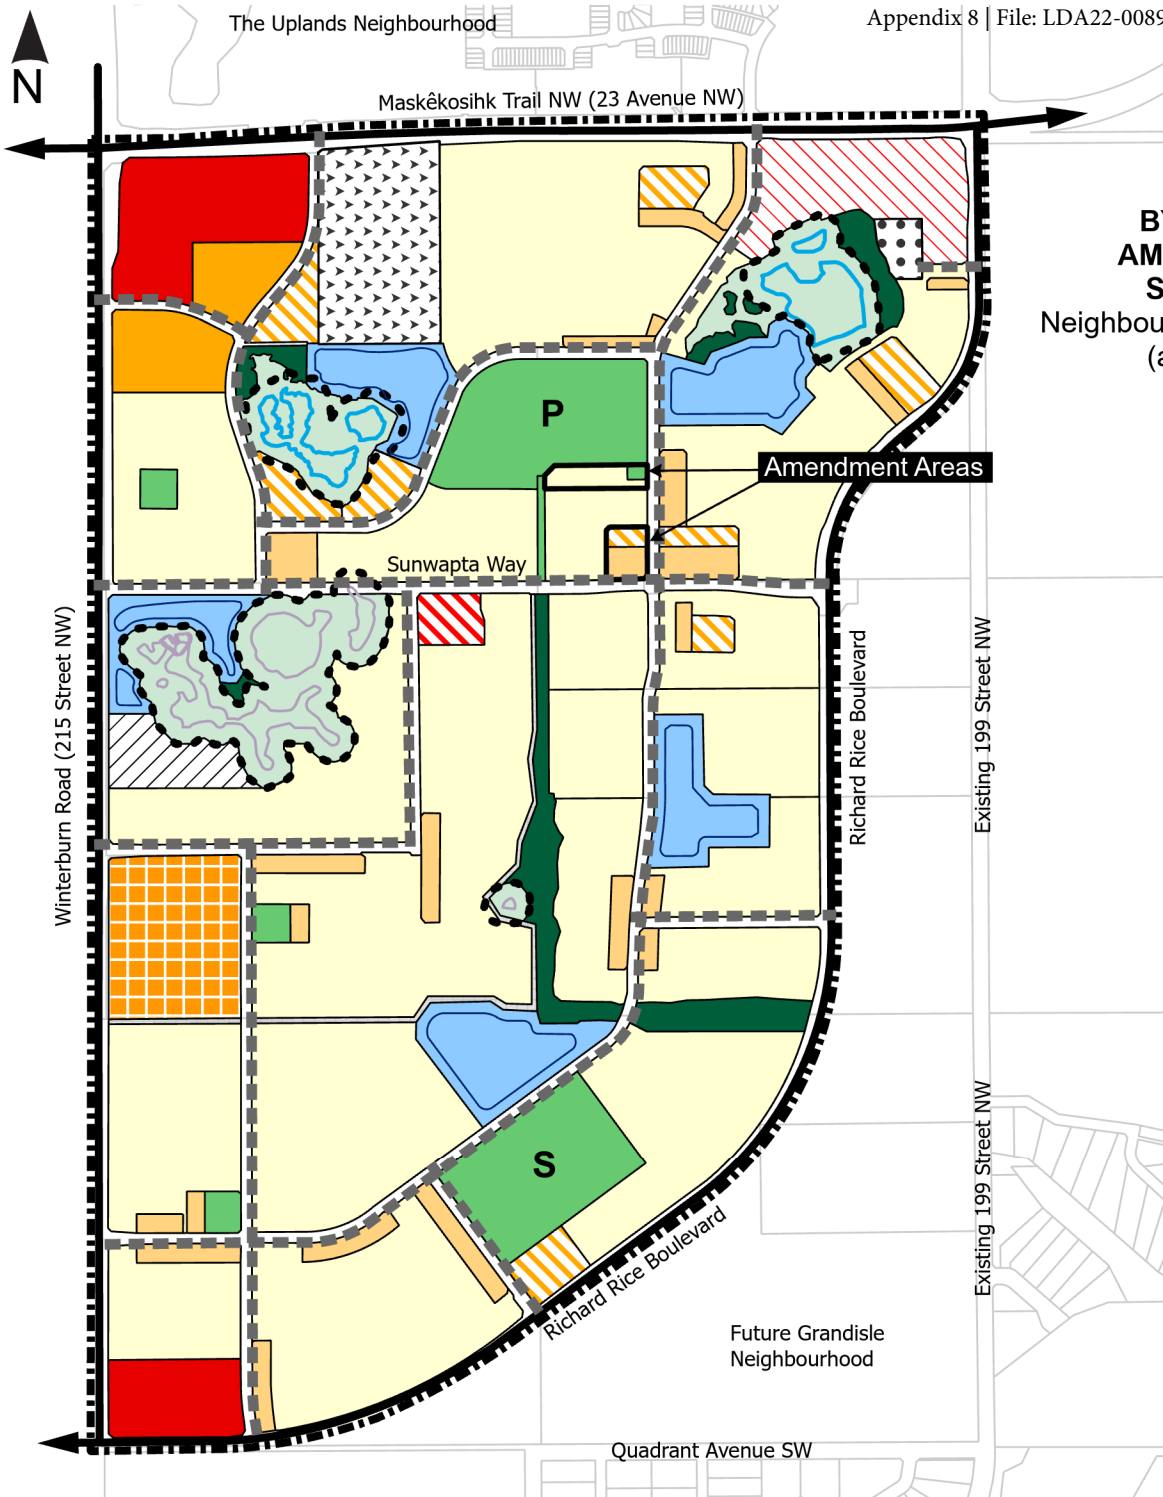 The Uplands Neighbourhood
Appendix 8 | File: LDA22-0089
N
Maskêkosihk Trail NW (23 Avenue NW)
B
AM
S
Neighbou
(a
P
Amendment Areas
Sunwapta Way
Winterburn Road (215 Street NW)
Richard Rice Boulevard
Existing 199 Street NW
S
Existing 199 Street NW
Richard Rice Boulevard
Future Grandisle
Neighbourhood
Quadrant Avenue SW